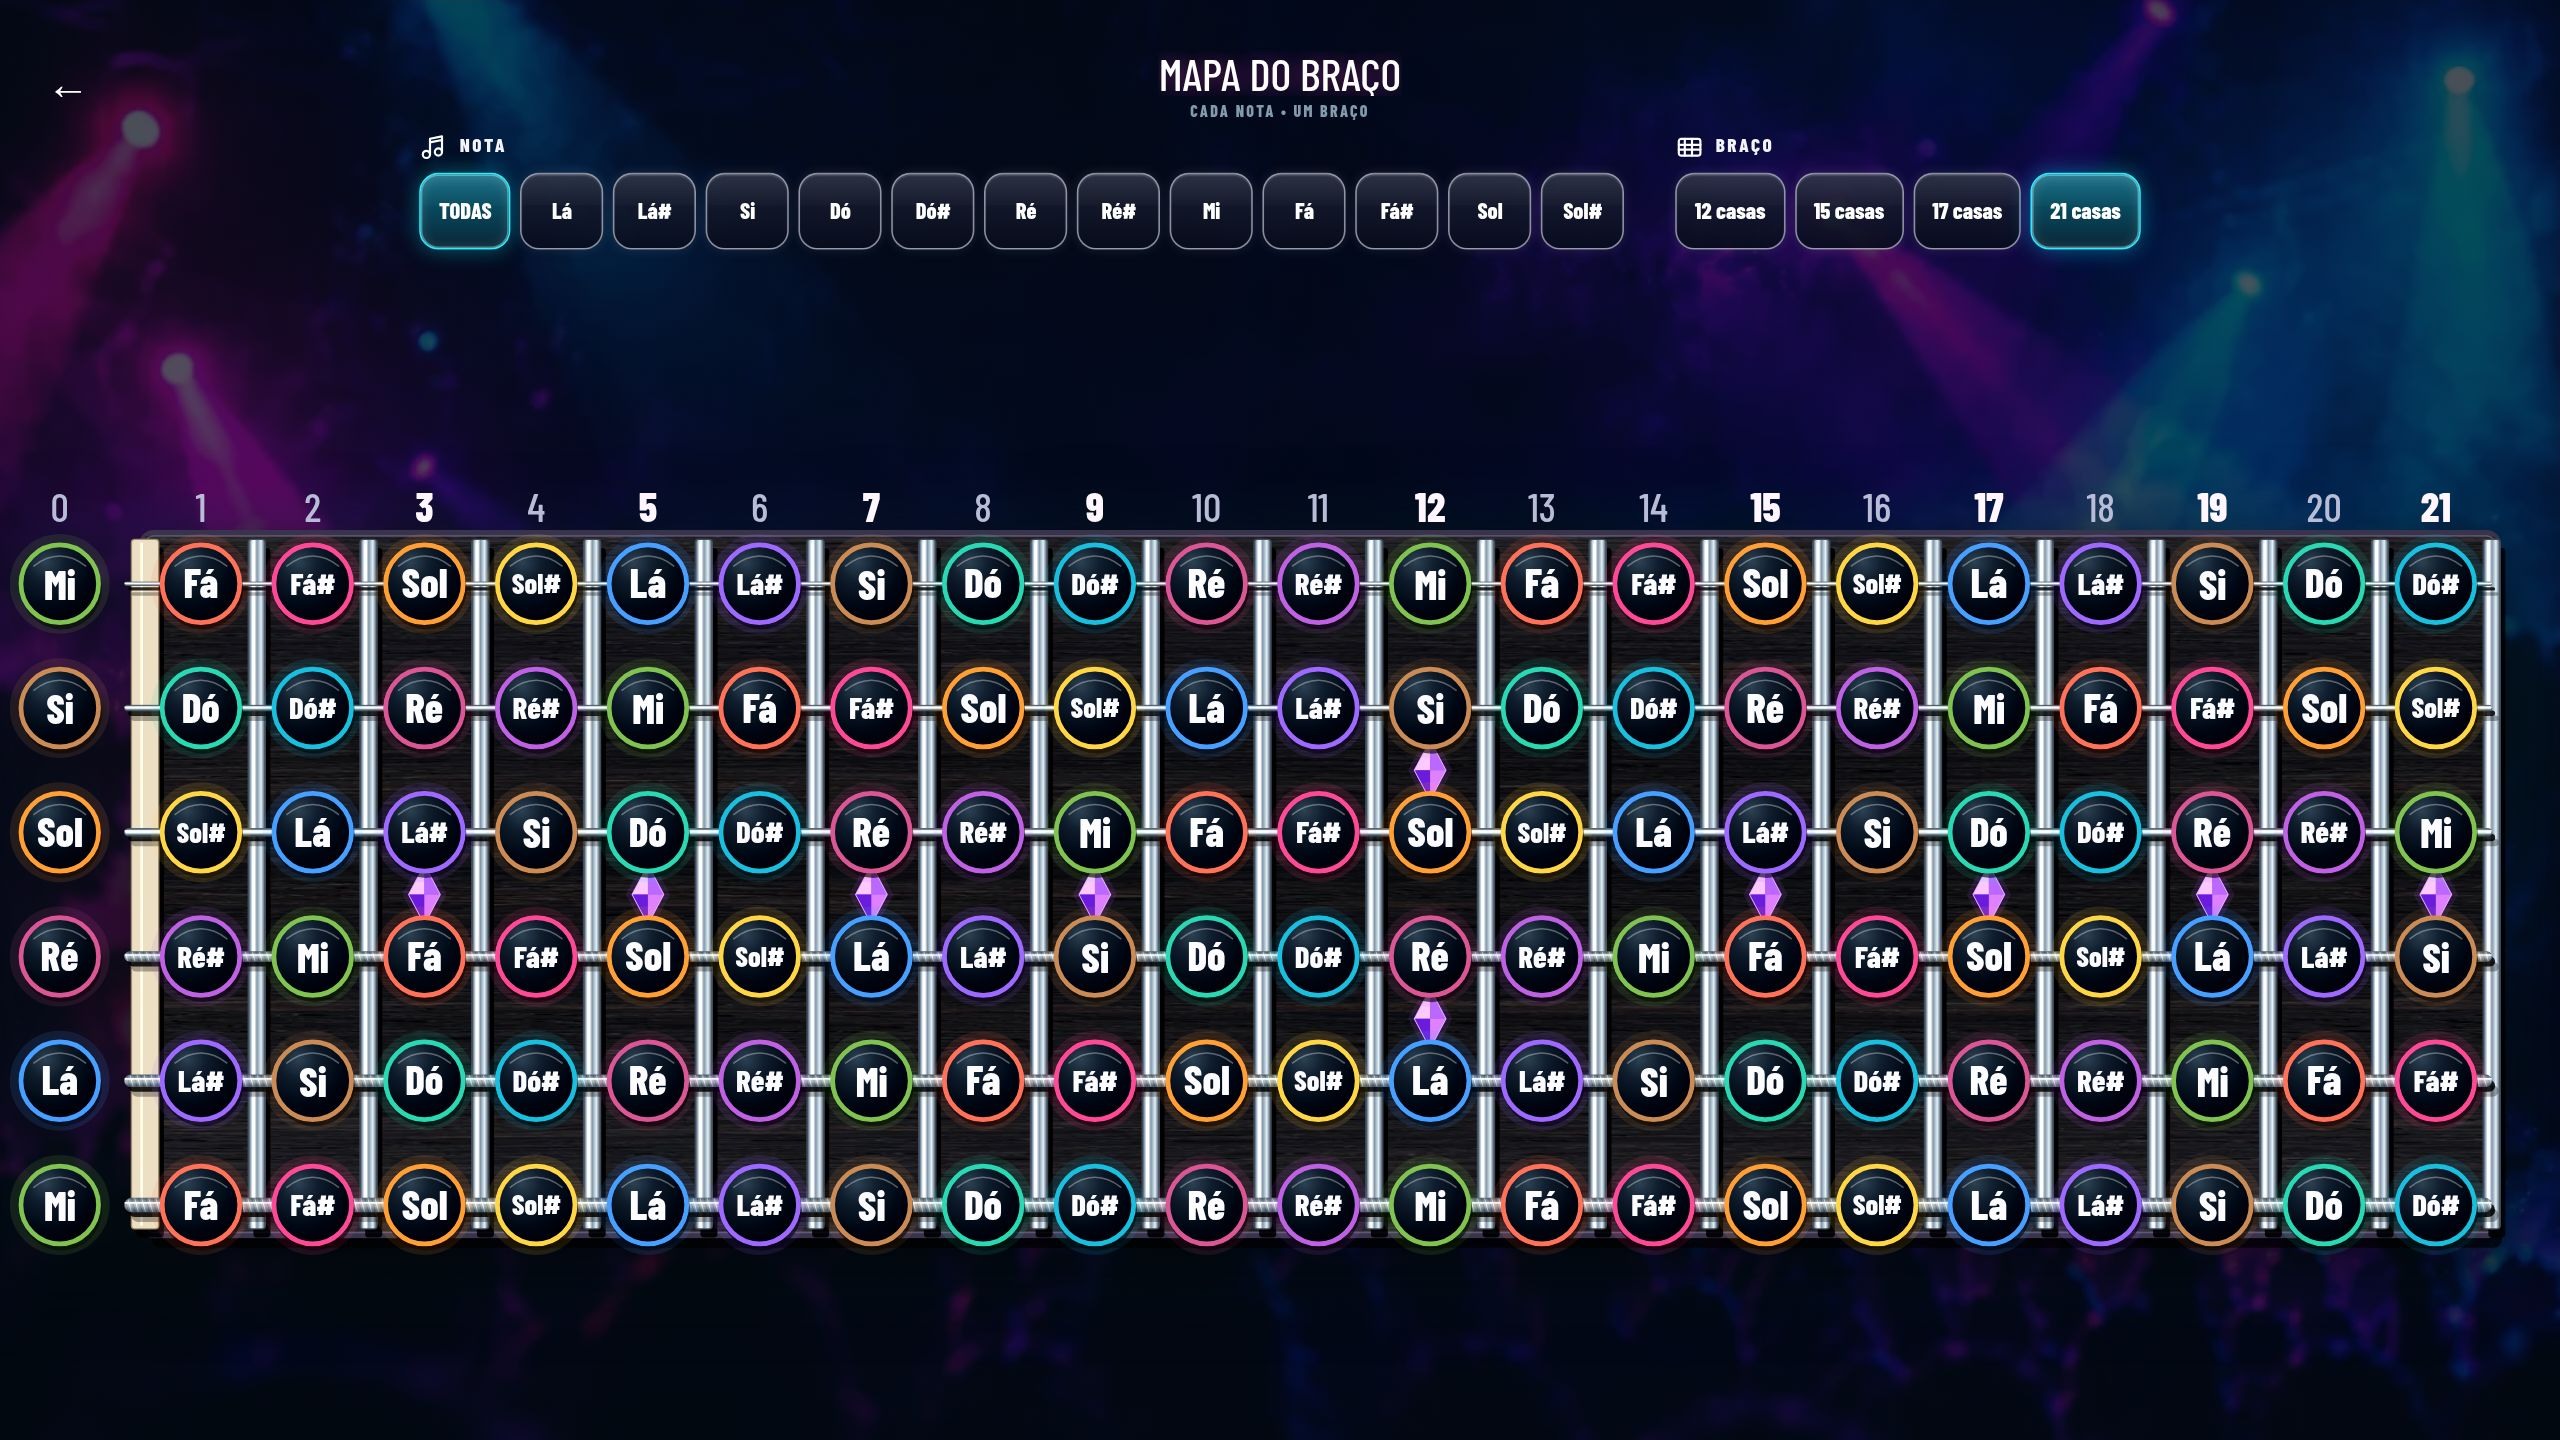 ←
MAPA DO BRAÇO
CADA NOTA • UM BRAÇO
NOTA
TODAS Lá Lá# Si Dó Dó# Ré Ré# Mi Fá Fá# Sol Sol#
BRAÇO
12 casas 15 casas 17 casas 21 casas
0 1 2 3 4 5 6 7 8 9 10 11 12 13 14 15 16 17 18 19 20 21
Mi Fá Fá# Sol Sol# Lá Lá# Si Dó Dó# Ré Ré# Mi Fá Fá# Sol Sol# Lá Lá# Si Dó Dó#
Si Dó Dó# Ré Ré# Mi Fá Fá# Sol Sol# Lá Lá# Si Dó Dó# Ré Ré# Mi Fá Fá# Sol Sol#
Sol Sol# Lá Lá# Si Dó Dó# Ré Ré# Mi Fá Fá# Sol Sol# Lá Lá# Si Dó Dó# Ré Ré# Mi
Ré Ré# Mi Fá Fá# Sol Sol# Lá Lá# Si Dó Dó# Ré Ré# Mi Fá Fá# Sol Sol# Lá Lá# Si
Lá Lá# Si Dó Dó# Ré Ré# Mi Fá Fá# Sol Sol# Lá Lá# Si Dó Dó# Ré Ré# Mi Fá Fá#
Mi Fá Fá# Sol Sol# Lá Lá# Si Dó Dó# Ré Ré# Mi Fá Fá# Sol Sol# Lá Lá# Si Dó Dó#